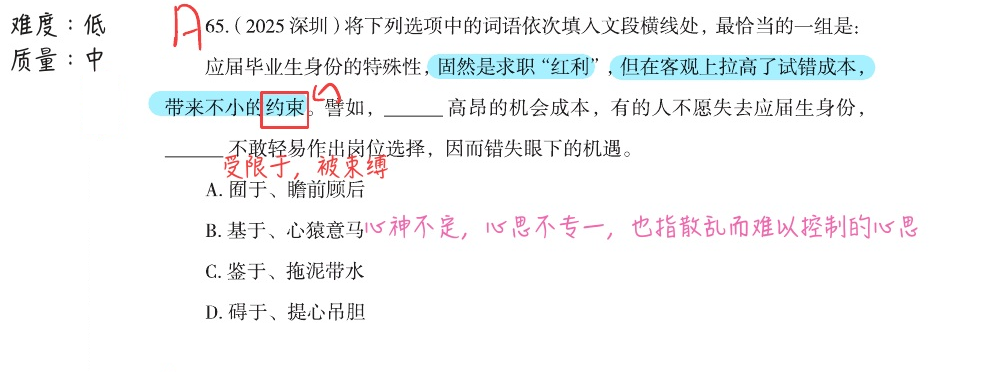 难度：低
质量：中
A
65.（2025 深圳）将下列选项中的词语依次填入文段横线处，最恰当的一组是：
应届毕业生身份的特殊性，固然是求职“红利”，但在客观上拉高了试错成本，
带来不小的约束。譬如，______高昂的机会成本，有的人不愿失去应届生身份，
______不敢轻易作出岗位选择，因而错失眼下的机遇。
受限于，被束缚
A. 囿于、瞻前顾后
B. 基于、心猿意马 心神不定，心思不专一，也指散乱而难以控制的心思
C. 鉴于、拖泥带水
D. 碍于、提心吊胆